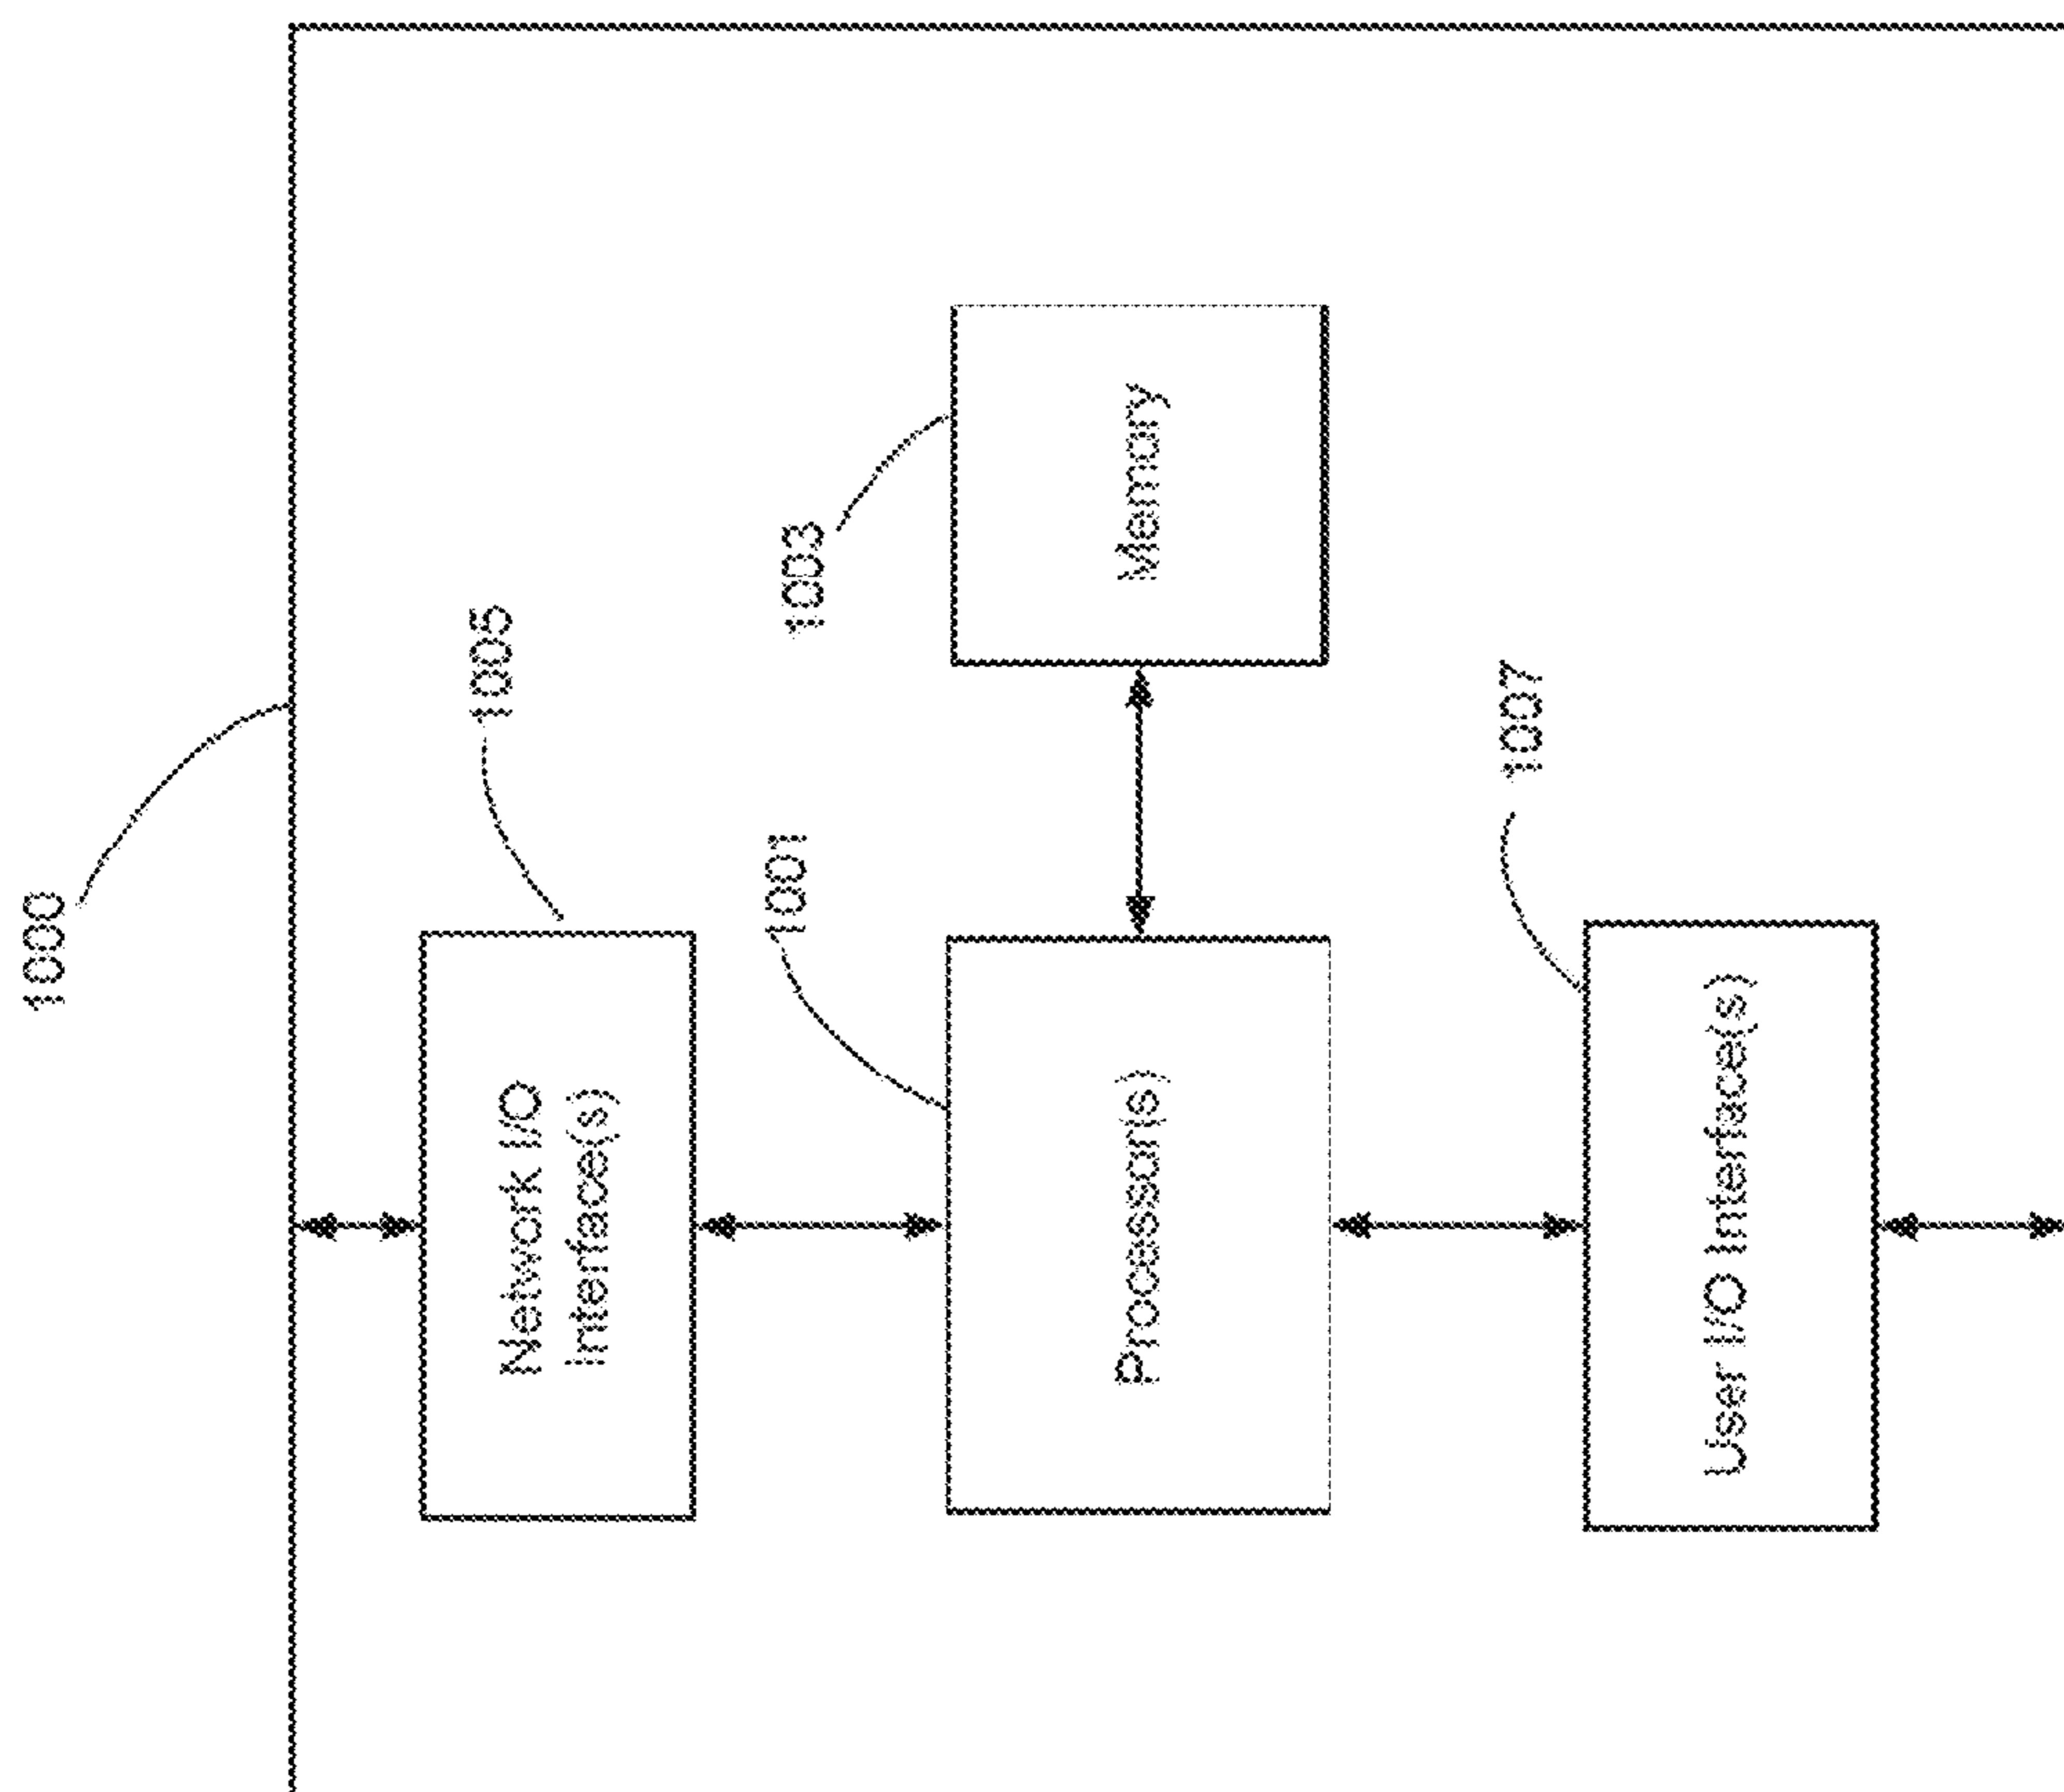 1000
1005
Network I/O
Interface(s)
1001
Processor(s)
1003
Memory
1007
User I/O Interface(s)